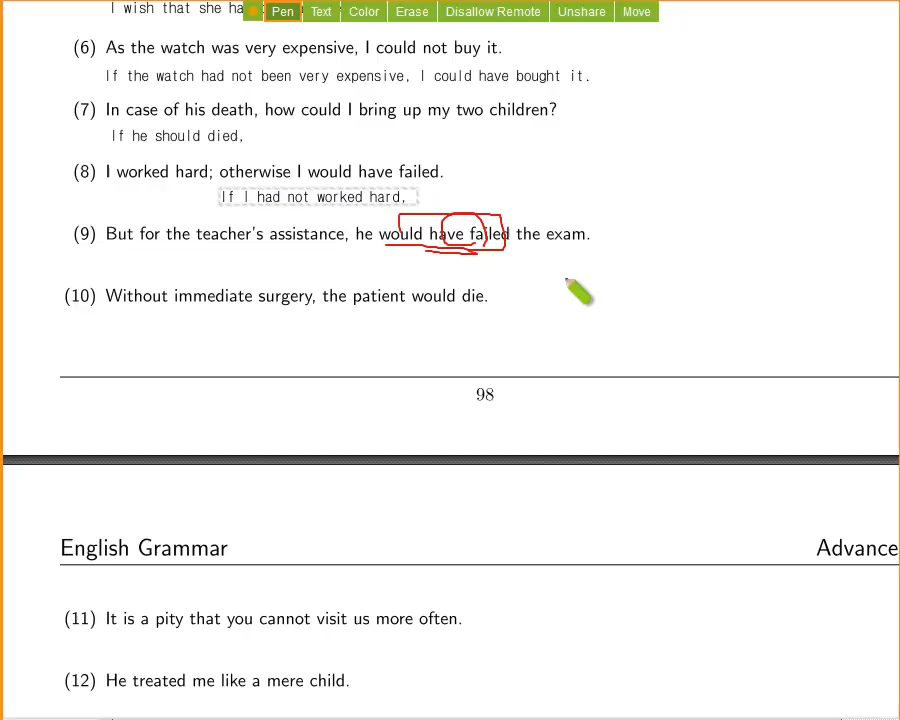 I wish that she ha
Pen Text Color Erase Disallow Remote Unshare Move
(6) As the watch was very expensive, I could not buy it.
If the watch had not been very expensive, I could have bought it.
(7) In case of his death, how could I bring up my two children?
If he should died,
(8) I worked hard; otherwise I would have failed.
If I had not worked hard,
(9) But for the teacher's assistance, he would have failed the exam.
(10) Without immediate surgery, the patient would die.
98
English Grammar Advance
(11) It is a pity that you cannot visit us more often.
(12) He treated me like a mere child.